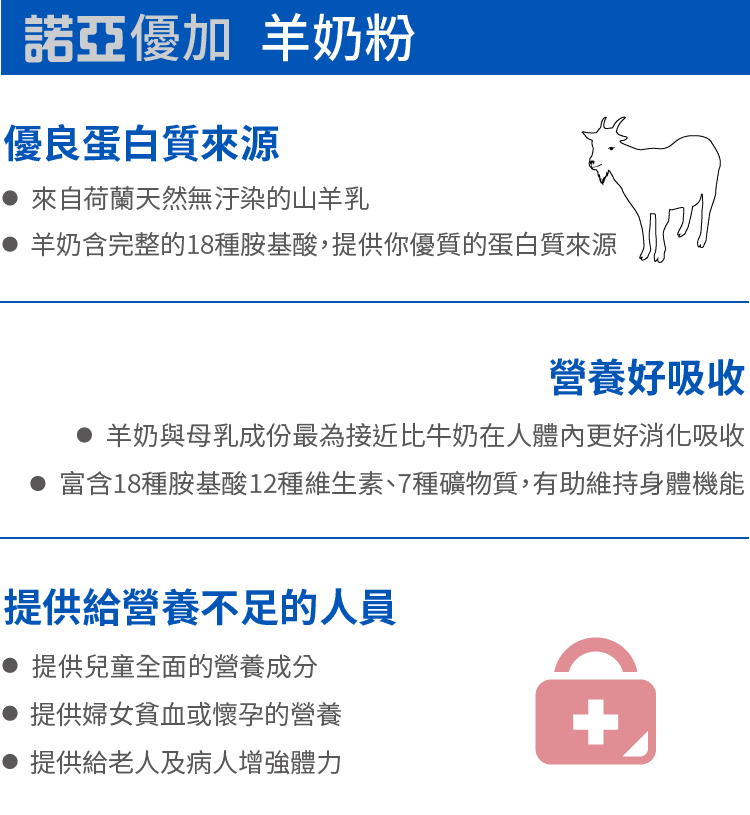 諾亞優加 羊奶粉
優良蛋白質來源
● 來自荷蘭天然無汙染的山羊乳
● 羊奶含完整的18種胺基酸,提供你優質的蛋白質來源
營養好吸收
● 羊奶與母乳成份最為接近比牛奶在人體內更好消化吸收
● 富含18種胺基酸12種維生素、7種礦物質,有助維持身體機能
提供給營養不足的人員
● 提供兒童全面的營養成分
● 提供婦女貧血或懷孕的營養
● 提供給老人及病人增強體力